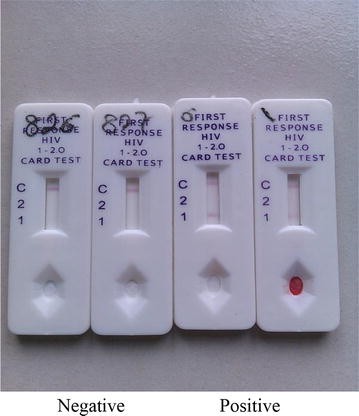 806
FIRST
RESPONSE
HIV
1-2.0
CARD TEST
C
2
1
807
FIRST
RESPONSE
HIV
1-2.0
CARD TEST
C
2
1
FIRST
RESPONSE
HIV
1-2.0
CARD TEST
C
2
1
FIRST
RESPONSE
HIV
1-2.0
CARD TEST
C
2
1
Negative
Positive